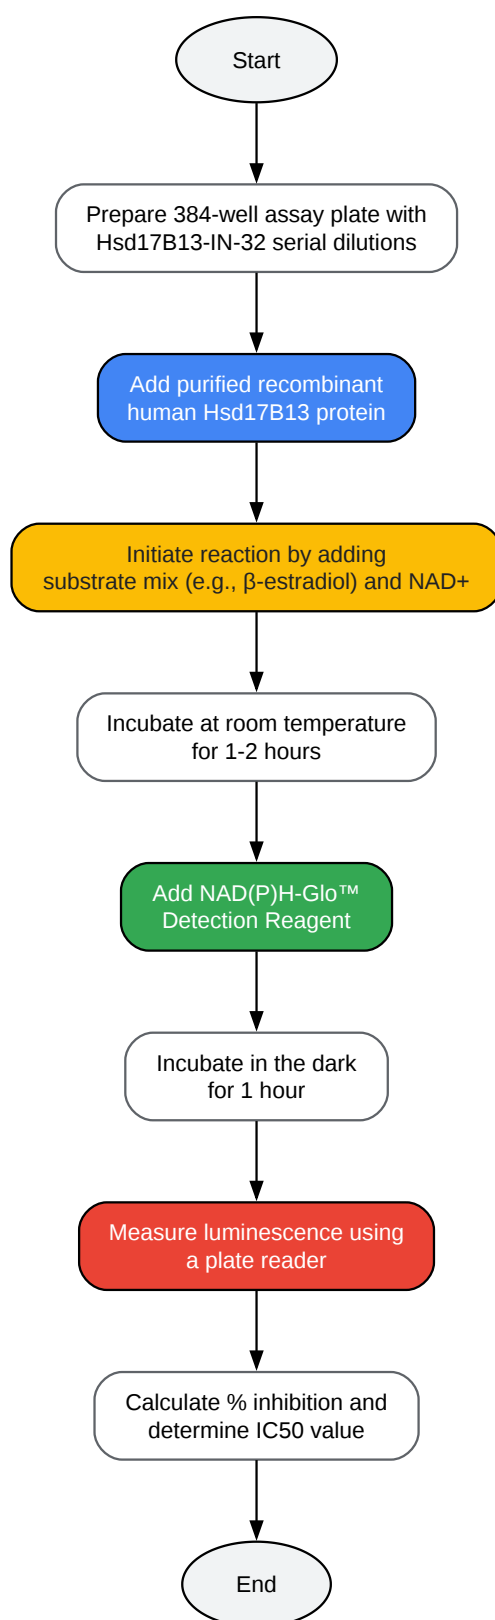 Start
Prepare 384-well assay plate with
Hsd17B13-IN-32 serial dilutions
Add purified recombinant
human Hsd17B13 protein
Initiate reaction by adding
substrate mix (e.g., β-estradiol) and NAD+
Incubate at room temperature
for 1-2 hours
Add NAD(P)H-Glo™
Detection Reagent
Incubate in the dark
for 1 hour
Measure luminescence using
a plate reader
Calculate % inhibition and
determine IC50 value
End